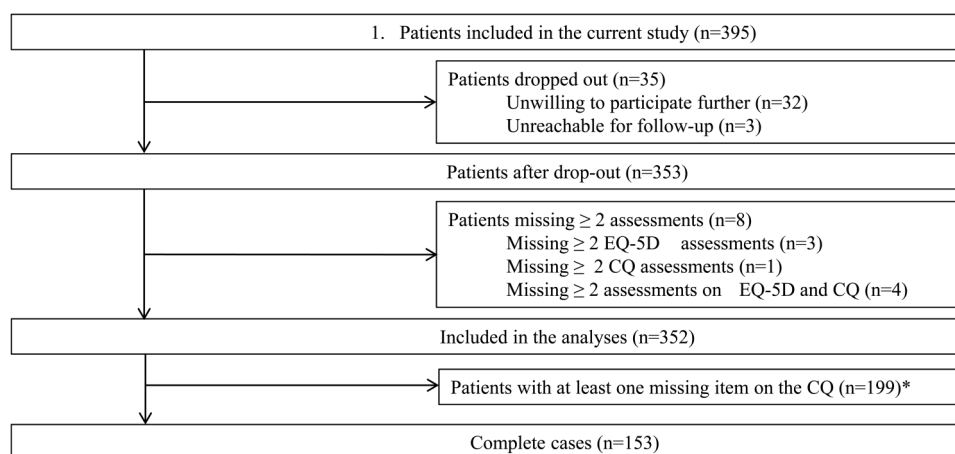 1. Patients included in the current study (n=395)
Patients dropped out (n=35)
Unwilling to participate further (n=32)
Unreachable for follow-up (n=3)
Patients after drop-out (n=353)
Patients missing ≥ 2 assessments (n=8)
Missing ≥ 2 EQ-5D assessments (n=3)
Missing ≥ 2 CQ assessments (n=1)
Missing ≥ 2 assessments on EQ-5D and CQ (n=4)
Included in the analyses (n=352)
Patients with at least one missing item on the CQ (n=199)*
Complete cases (n=153)